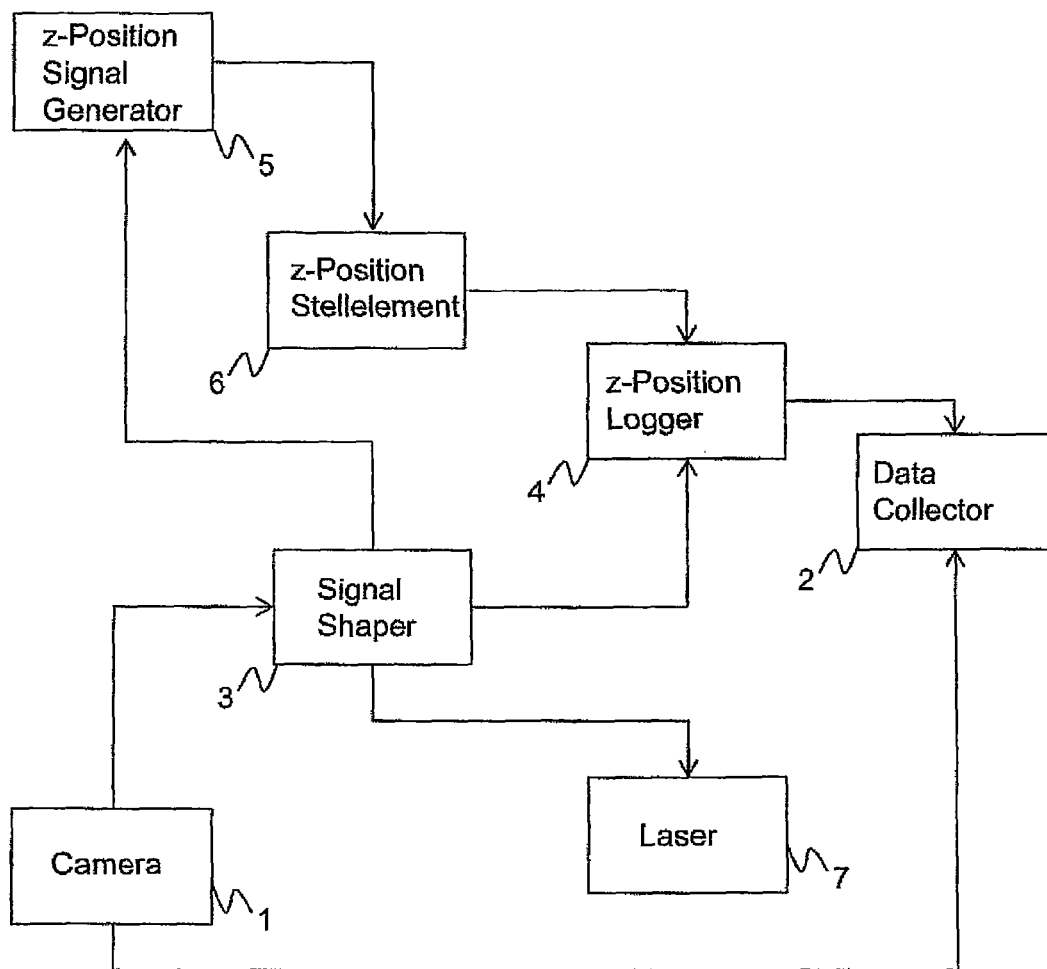 z-Position
Signal
Generator
5
z-Position
Stellelement
6
z-Position
Logger
4
Data
Collector
2
Signal
Shaper
3
Laser
7
Camera
1